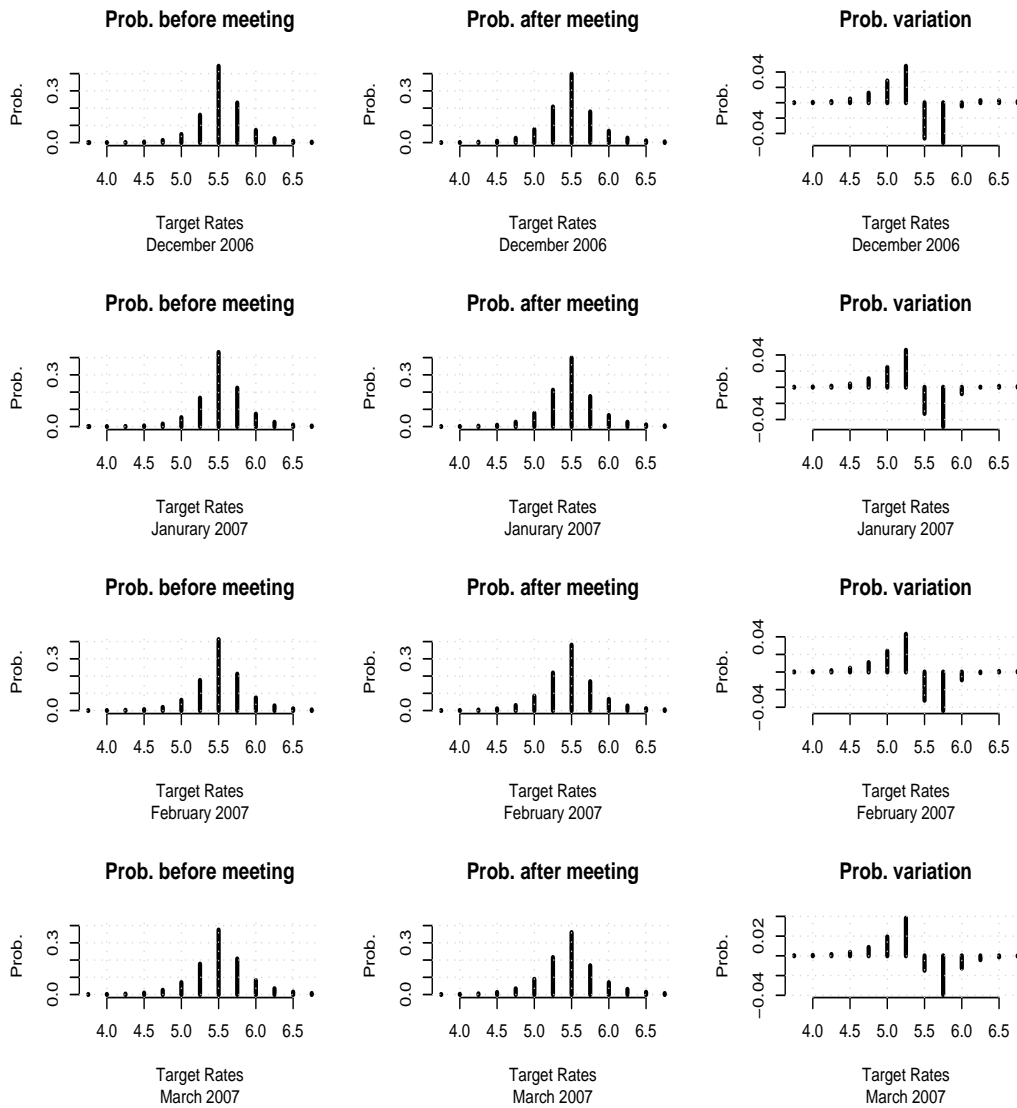 Prob. before meeting
Prob.
0.3
0.0
4.0 4.5 5.0 5.5 6.0 6.5
Target Rates
December 2006
Prob. after meeting
Prob.
0.3
0.0
4.0 4.5 5.0 5.5 6.0 6.5
Target Rates
December 2006
Prob. variation
Prob.
0.04
−0.04
4.0 4.5 5.0 5.5 6.0 6.5
Target Rates
December 2006
Prob. before meeting
Prob.
0.3
0.0
4.0 4.5 5.0 5.5 6.0 6.5
Target Rates
Janurary 2007
Prob. after meeting
Prob.
0.3
0.0
4.0 4.5 5.0 5.5 6.0 6.5
Target Rates
Janurary 2007
Prob. variation
Prob.
0.04
−0.04
4.0 4.5 5.0 5.5 6.0 6.5
Target Rates
Janurary 2007
Prob. before meeting
Prob.
0.3
0.0
4.0 4.5 5.0 5.5 6.0 6.5
Target Rates
February 2007
Prob. after meeting
Prob.
0.3
0.0
4.0 4.5 5.0 5.5 6.0 6.5
Target Rates
February 2007
Prob. variation
Prob.
0.04
−0.04
4.0 4.5 5.0 5.5 6.0 6.5
Target Rates
February 2007
Prob. before meeting
Prob.
0.3
0.0
4.0 4.5 5.0 5.5 6.0 6.5
Target Rates
March 2007
Prob. after meeting
Prob.
0.3
0.0
4.0 4.5 5.0 5.5 6.0 6.5
Target Rates
March 2007
Prob. variation
Prob.
0.02
−0.04
4.0 4.5 5.0 5.5 6.0 6.5
Target Rates
March 2007